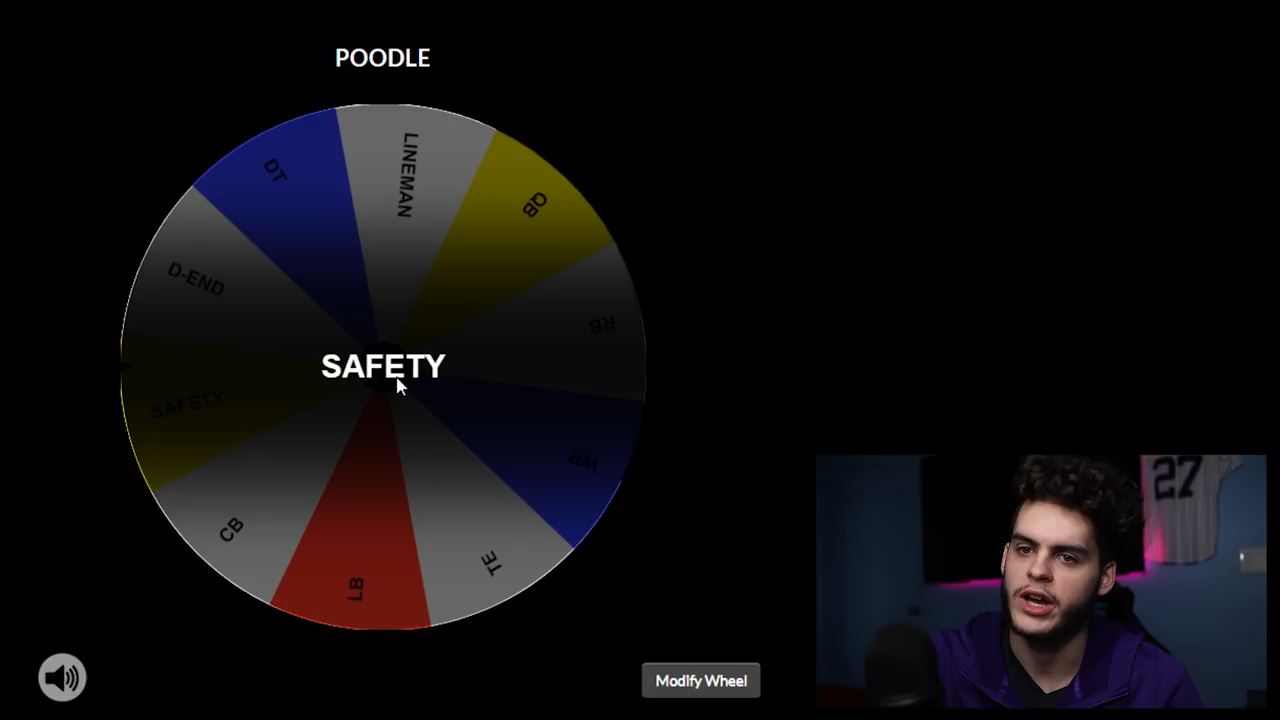 POODLE
LINEMAN
DT
QB
D-END
RB
SAFETY
SAFETY
WR
CB
TE
LB
27
Modify Wheel